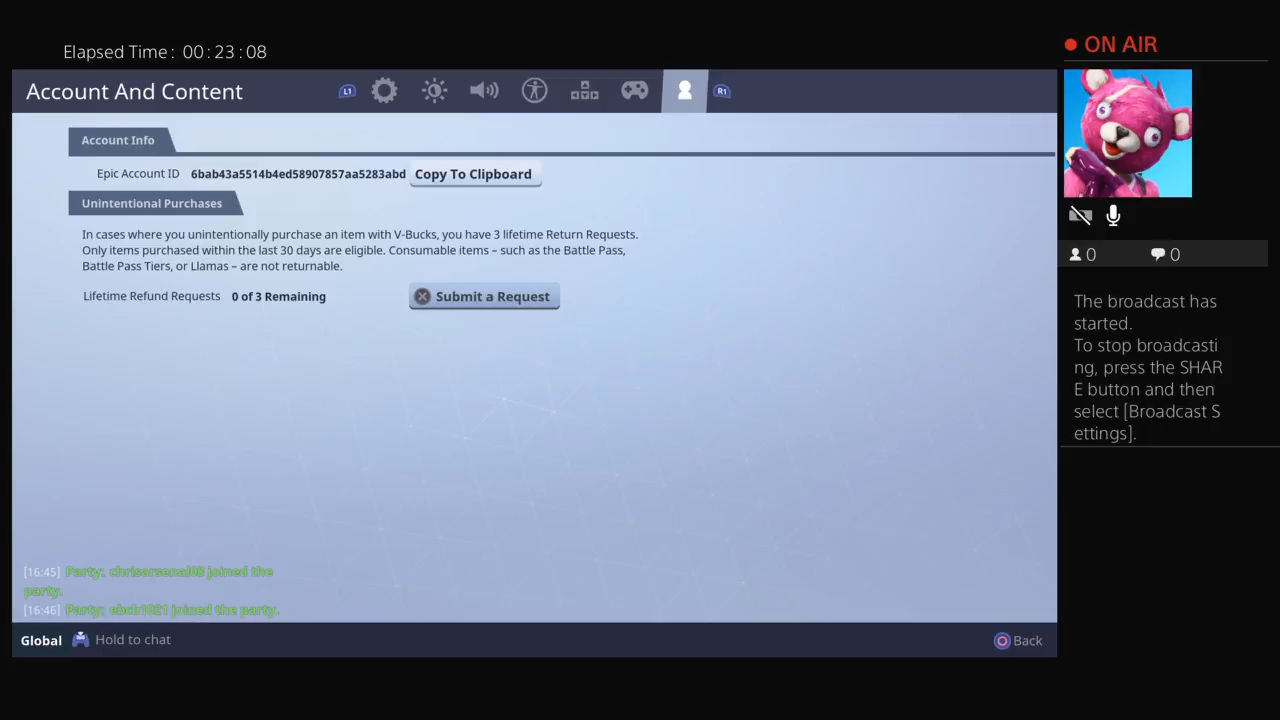 Elapsed Time: 00:23:08
ON AIR
Account And Content
L1
R1
Account Info
Epic Account ID 6bab43a5514b4ed58907857aa5283abd Copy To Clipboard
Unintentional Purchases
In cases where you unintentionally purchase an item with V-Bucks, you have 3 lifetime Return Requests.
Only items purchased within the last 30 days are eligible. Consumable items – such as the Battle Pass,
Battle Pass Tiers, or Llamas – are not returnable.
Lifetime Refund Requests 0 of 3 Remaining Submit a Request
0 0
The broadcast has
started.
To stop broadcasti
ng, press the SHAR
E button and then
select [Broadcast S
ettings].
[16:45] Party: chrisarsenal08 joined the
party.
[16:46] Party: ebcb1021 joined the party.
Global Hold to chat
Back